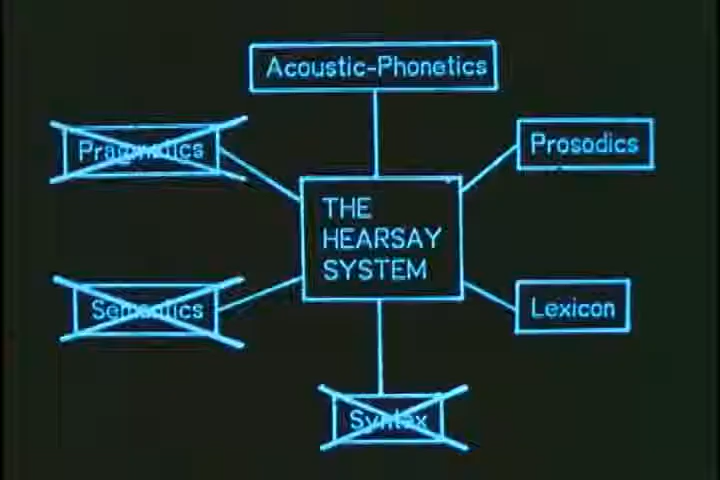 Acoustic-Phonetics
Pragmatics
Prosodics
THE
HEARSAY
SYSTEM
Semantics
Lexicon
Syntax